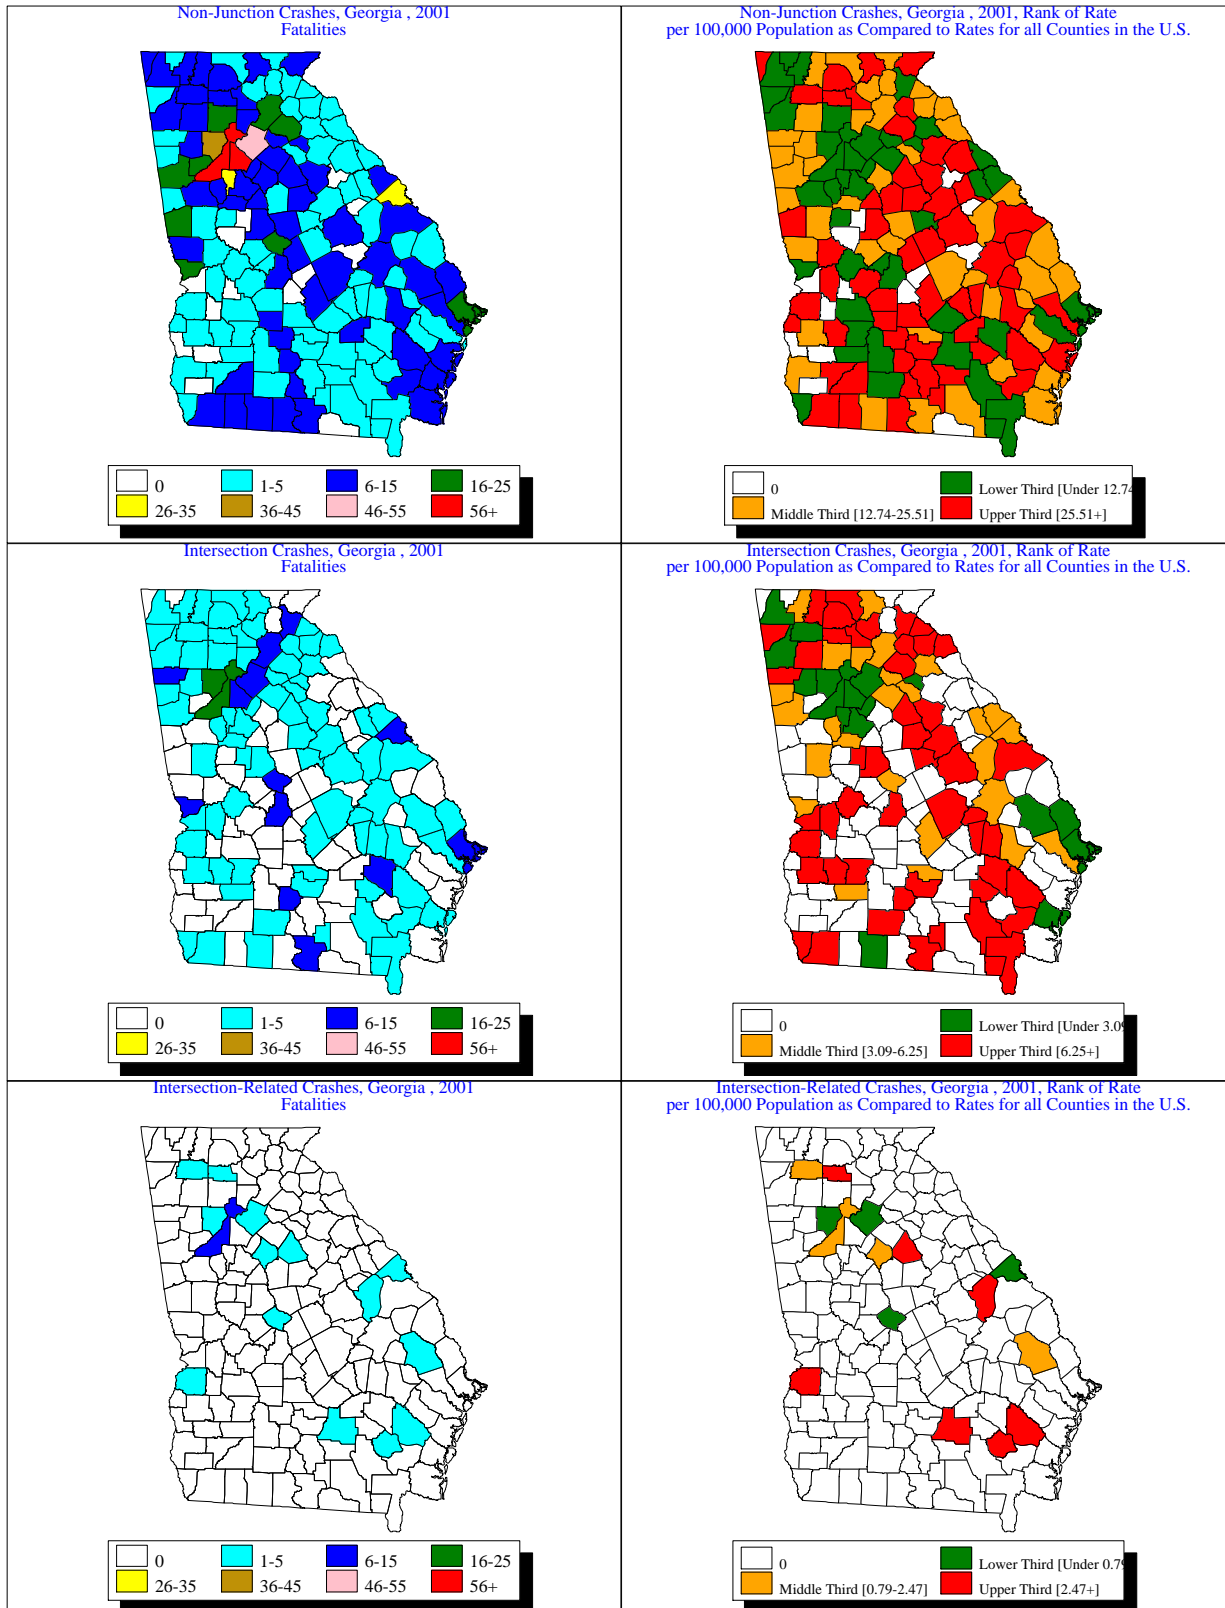 Non-Junction Crashes, Georgia , 2001
Fatalities
0
1-5
6-15
16-25
26-35
36-45
46-55
56+
Non-Junction Crashes, Georgia , 2001, Rank of Rate
per 100,000 Population as Compared to Rates for all Counties in the U.S.
0
Lower Third [Under 12.74
Middle Third [12.74-25.51]
Upper Third [25.51+]
Intersection Crashes, Georgia , 2001
Fatalities
0
1-5
6-15
16-25
26-35
36-45
46-55
56+
Intersection Crashes, Georgia , 2001, Rank of Rate
per 100,000 Population as Compared to Rates for all Counties in the U.S.
0
Lower Third [Under 3.09
Middle Third [3.09-6.25]
Upper Third [6.25+]
Intersection-Related Crashes, Georgia , 2001
Fatalities
0
1-5
6-15
16-25
26-35
36-45
46-55
56+
Intersection-Related Crashes, Georgia , 2001, Rank of Rate
per 100,000 Population as Compared to Rates for all Counties in the U.S.
0
Lower Third [Under 0.79
Middle Third [0.79-2.47]
Upper Third [2.47+]